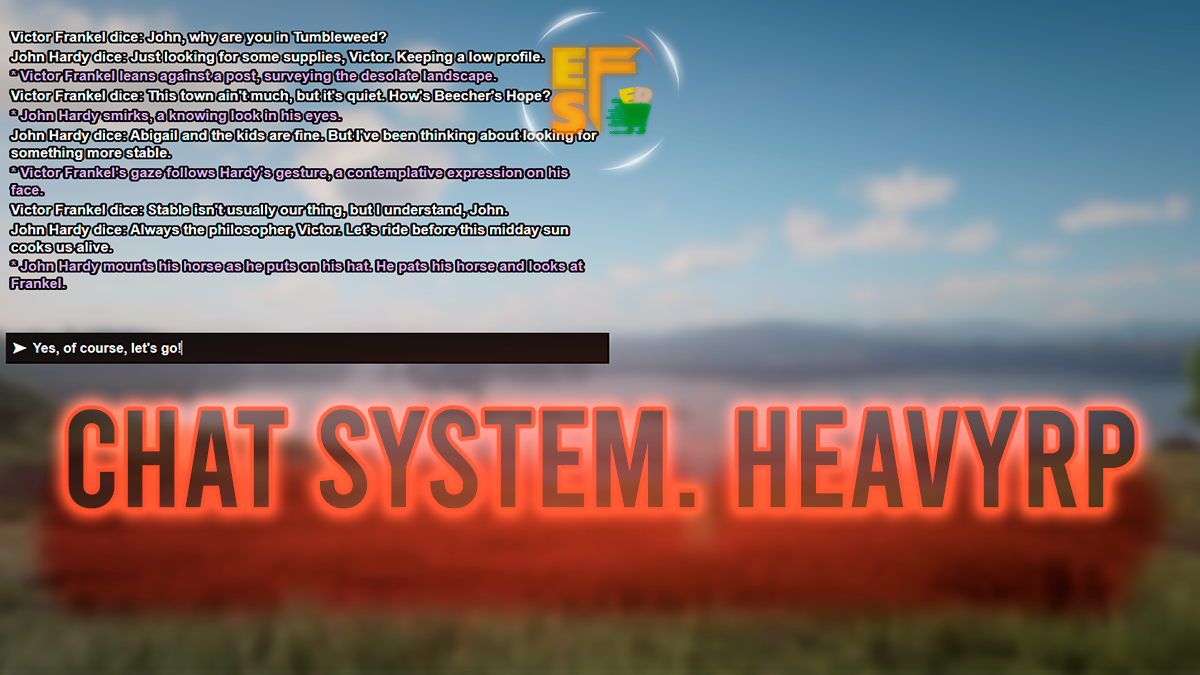 Victor Frankel dice: John, why are you in Tumbleweed?
John Hardy dice: Just looking for some supplies, Victor. Keeping a low profile.
* Victor Frankel leans against a post, surveying the desolate landscape.
Victor Frankel dice: This town ain't much, but it's quiet. How's Beecher's Hope?
* John Hardy smirks, a knowing look in his eyes.
John Hardy dice: Abigail and the kids are fine. But I've been thinking about looking for
something more stable.
* Victor Frankel's gaze follows Hardy's gesture, a contemplative expression on his
face.
Victor Frankel dice: Stable isn't usually our thing, but I understand, John.
John Hardy dice: Always the philosopher, Victor. Let's ride before this midday sun
cooks us alive.
* John Hardy mounts his horse as he puts on his hat. He pats his horse and looks at
Frankel.
EF
S
Yes, of course, let's go!
CHAT SYSTEM. HEAVYRP